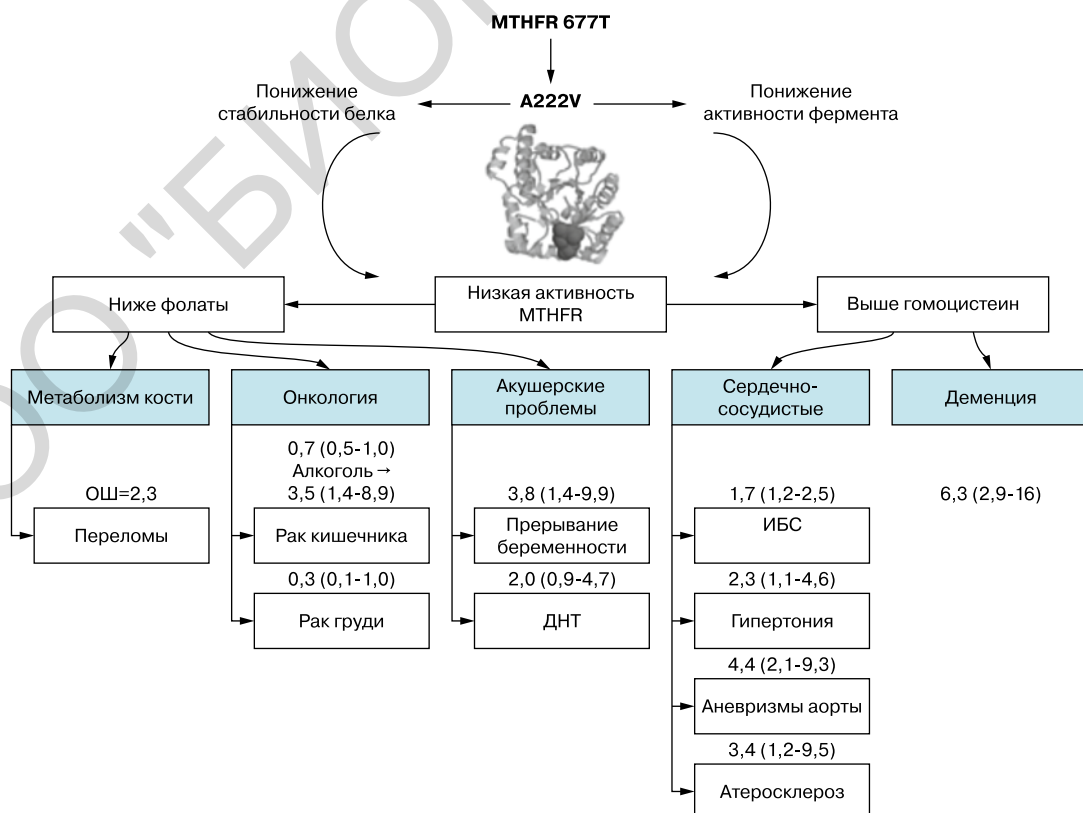 MTHFR 677T
Понижение
стабильности белка
A222V
Понижение
активности фермента
Ниже фолаты
Низкая активность
MTHFR
Выше гомоцистеин
Метаболизм кости
Онкология
Акушерские
проблемы
Сердечно-
сосудистые
Деменция
ОШ=2,3
Переломы
0,7 (0,5-1,0)
Алкоголь →
3,5 (1,4-8,9)
Рак кишечника
0,3 (0,1-1,0)
Рак груди
3,8 (1,4-9,9)
Прерывание
беременности
2,0 (0,9-4,7)
ДНТ
1,7 (1,2-2,5)
ИБС
2,3 (1,1-4,6)
Гипертония
4,4 (2,1-9,3)
Аневризмы аорты
3,4 (1,2-9,5)
Атеросклероз
6,3 (2,9-16)